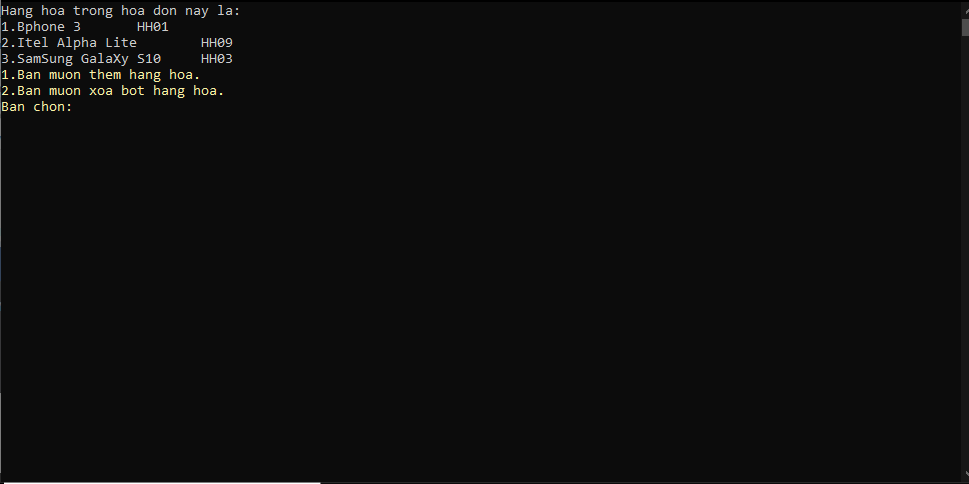 Hang hoa trong hoa don nay la:
1.Bphone 3       HH01
2.Itel Alpha Lite        HH09
3.SamSung GalaXy S10     HH03
1.Ban muon them hang hoa.
2.Ban muon xoa bot hang hoa.
Ban chon: